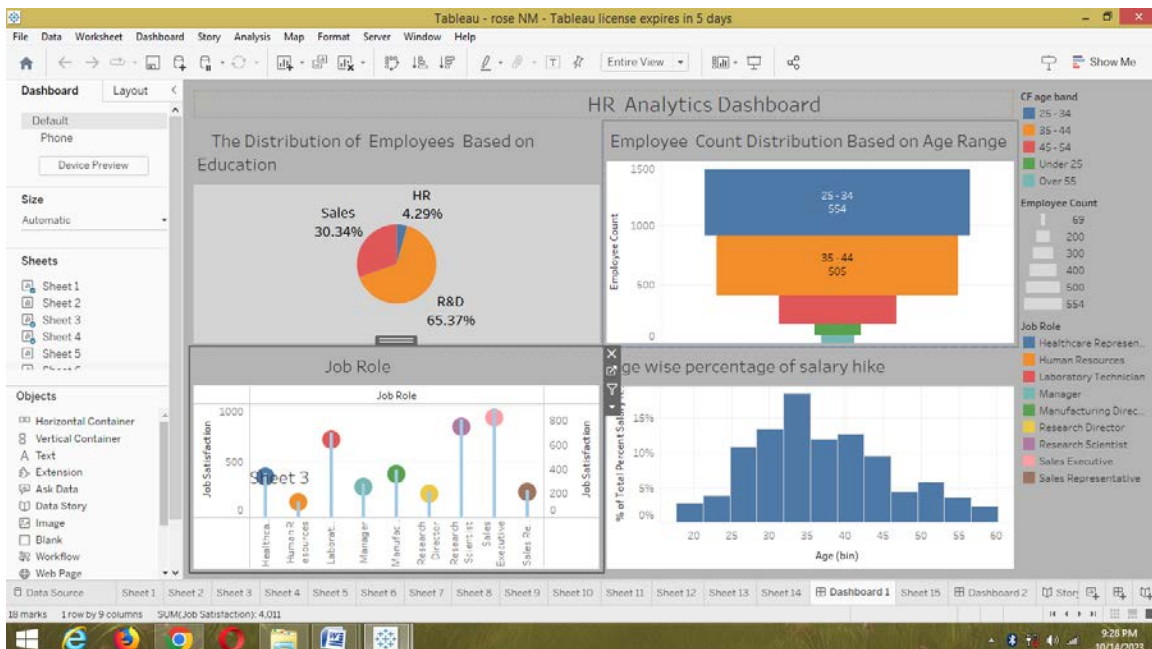 Tableau - rose NM - Tableau license expires in 5 days
File Data Worksheet Dashboard Story Analysis Map Format Server Window Help
Entire View
Show Me
Dashboard Layout
Default
Phone
Device Preview
Size
Automatic
Sheets
Sheet 1
Sheet 2
Sheet 3
Sheet 4
Sheet 5
Objects
Horizontal Container
Vertical Container
Text
Extension
Ask Data
Data Story
Image
Blank
Workflow
Web Page
HR Analytics Dashboard
The Distribution of Employees Based on
Education
HR
4.29%
Sales
30.34%
R&D
65.37%
Employee Count Distribution Based on Age Range
Employee Count
1500
1000
500
0
25 - 34
554
35 - 44
505
Job Role
Job Role
Job Satisfaction
1000
500
0
Sheet 3
800
600
400
200
0
Job Satisfaction
Healthca..
Human R
esources
Laborat..
Manager
Manufac..
Research
Director
Research
Scientist
Sales
Executive
Sales Re..
ge wise percentage of salary hike
% of Total Percent Salary
15%
10%
5%
0%
20 25 30 35 40 45 50 55 60
Age (bin)
CF age band
25 - 34
35 - 44
45 - 54
Under 25
Over 55
Employee Count
69
200
300
400
500
554
Job Role
Healthcare Represen..
Human Resources
Laboratory Technician
Manager
Manufacturing Direc..
Research Director
Research Scientist
Sales Executive
Sales Representative
Data Source Sheet 1 Sheet 2 Sheet 3 Sheet 4 Sheet 5 Sheet 6 Sheet 7 Sheet 8 Sheet 9 Sheet 10 Sheet 11 Sheet 12 Sheet 13 Sheet 14 Dashboard 1 Sheet 15 Dashboard 2 Stor
18 marks 1 row by 9 columns SUM(Job Satisfaction): 4,011
9:28 PM
10/14/2023